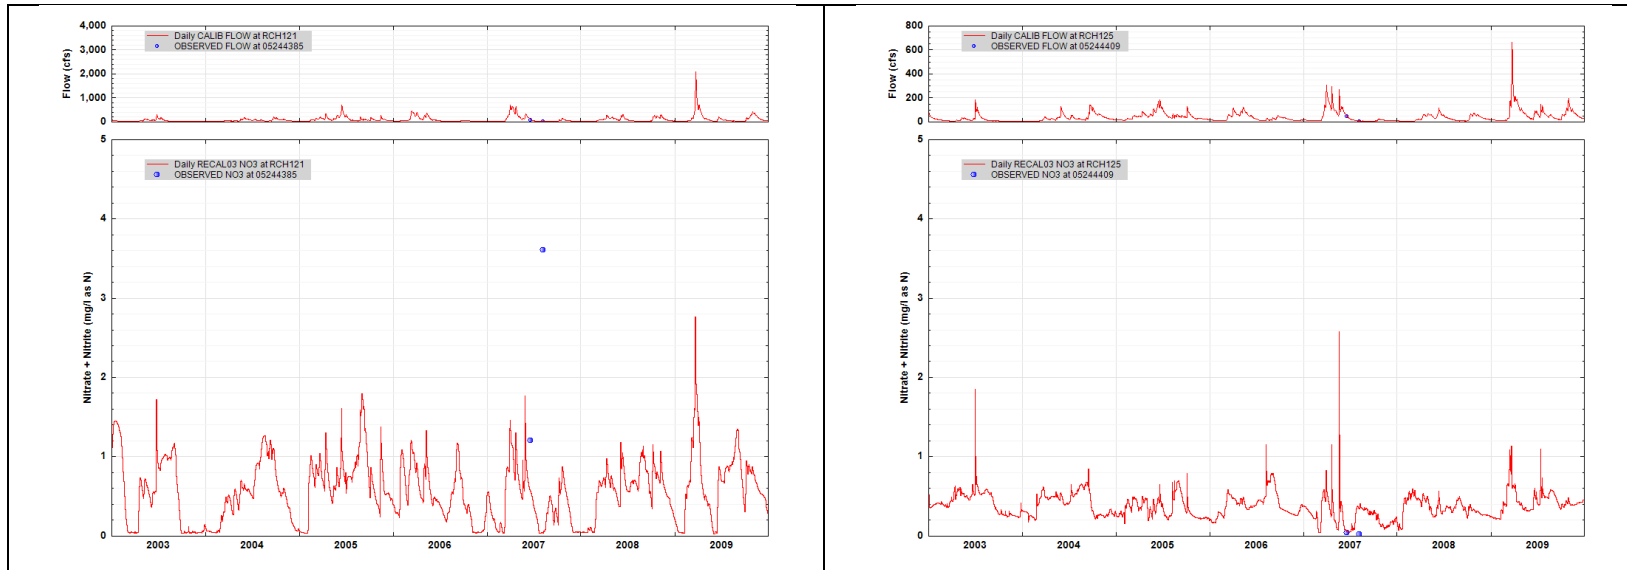 4,000
3,000
2,000
1,000
0
Flow (cfs)
Daily CALIB FLOW at RCH121
OBSERVED FLOW at 05244385
5
4
3
2
1
0
Nitrate + Nitrite (mg/l as N)
Daily RECAL03 NO3 at RCH121
OBSERVED NO3 at 05244385
2003 2004 2005 2006 2007 2008 2009
800
600
400
200
0
Flow (cfs)
Daily CALIB FLOW at RCH125
OBSERVED FLOW at 05244409
5
4
3
2
1
0
Nitrate + Nitrite (mg/l as N)
Daily RECAL03 NO3 at RCH125
OBSERVED NO3 at 05244409
2003 2004 2005 2006 2007 2008 2009